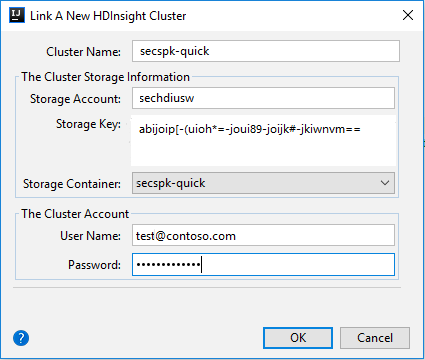 Link A New HDInsight Cluster
Cluster Name: secspk-quick
The Cluster Storage Information
Storage Account: sechdiusw
Storage Key: abijoip[-(uioh*=-joui89-joijk#-jkiwnvm==
Storage Container: secspk-quick
The Cluster Account
User Name: test@contoso.com
Password: •••••••••••••
? OK Cancel